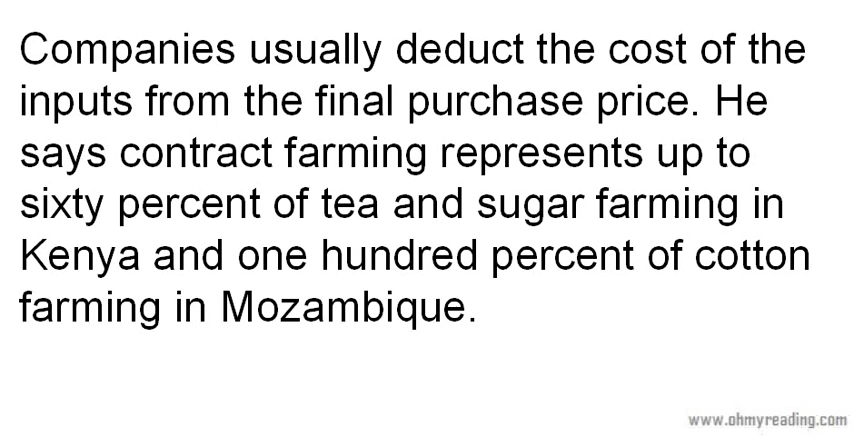 Companies usually deduct the cost of the
inputs from the final purchase price. He
says contract farming represents up to
sixty percent of tea and sugar farming in
Kenya and one hundred percent of cotton
farming in Mozambique.
www.ohmyreading.com